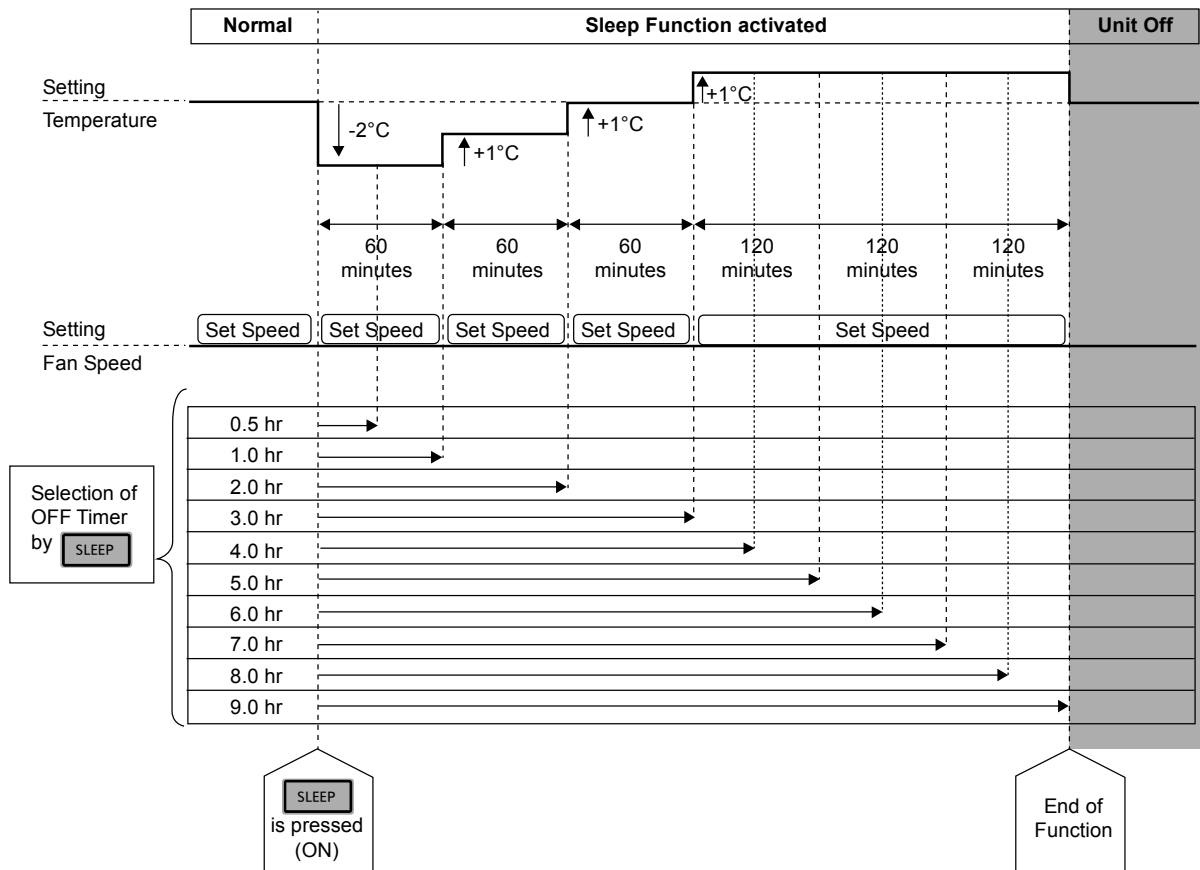 Normal
Sleep Function activated
Unit Off
Setting
Temperature
-2°C
+1°C
+1°C
+1°C
60
minutes
60
minutes
60
minutes
120
minutes
120
minutes
120
minutes
Setting
Fan Speed
Set Speed
Set Speed
Set Speed
Set Speed
Set Speed
Selection of
OFF Timer
by SLEEP
0.5 hr
1.0 hr
2.0 hr
3.0 hr
4.0 hr
5.0 hr
6.0 hr
7.0 hr
8.0 hr
9.0 hr
SLEEP
is pressed
(ON)
End of
Function